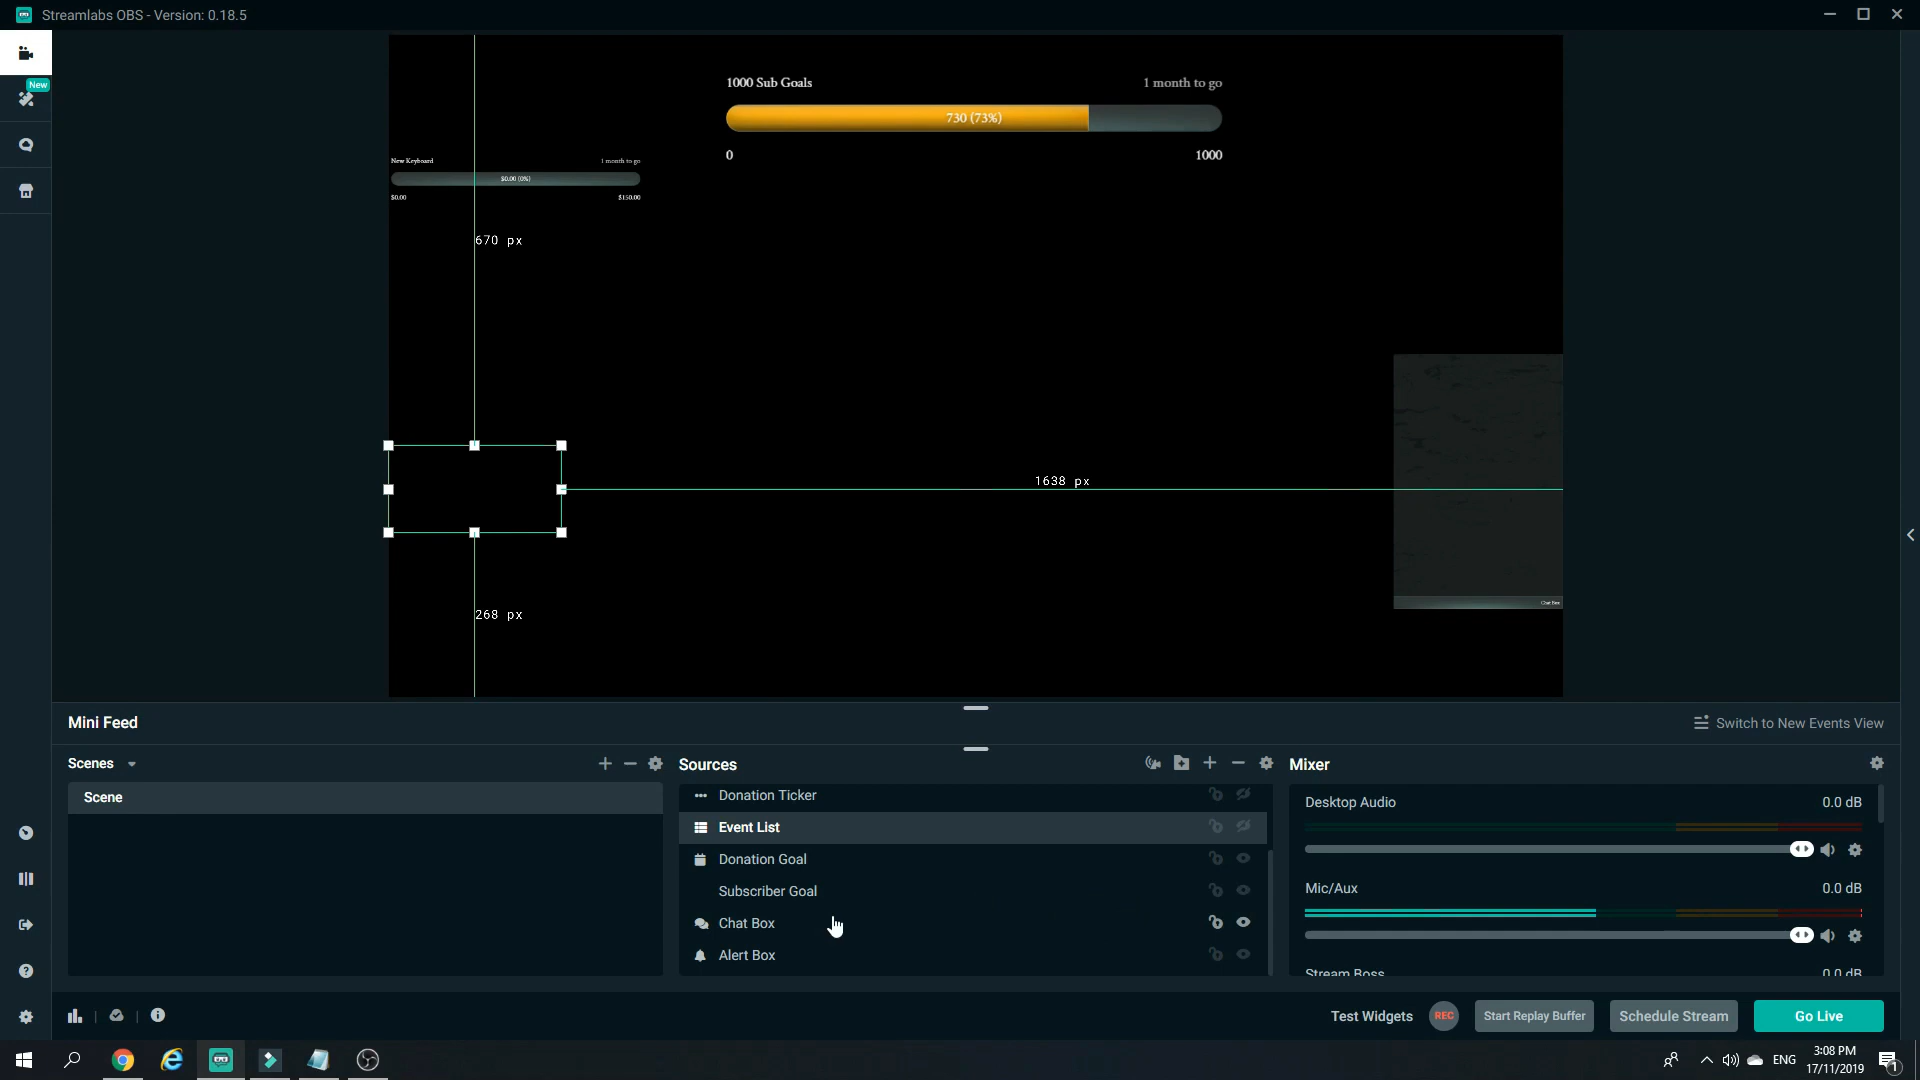 Streamlabs OBS - Version: 0.18.5
New
1000 Sub Goals
1 month to go
730 (73%)
0
1000
New Keyboard
1 month to go
$0.00 (0%)
$0.00
$150.00
670 px
1638 px
268 px
Chat Box
Mini Feed
Switch to New Events View
Scenes
Scene
Sources
Donation Ticker
Event List
Donation Goal
Subscriber Goal
Chat Box
Alert Box
Mixer
Desktop Audio
0.0 dB
Mic/Aux
0.0 dB
Stream Boss
0.0 dB
Test Widgets
REC
Start Replay Buffer
Schedule Stream
Go Live
ENG
3:08 PM
17/11/2019
1